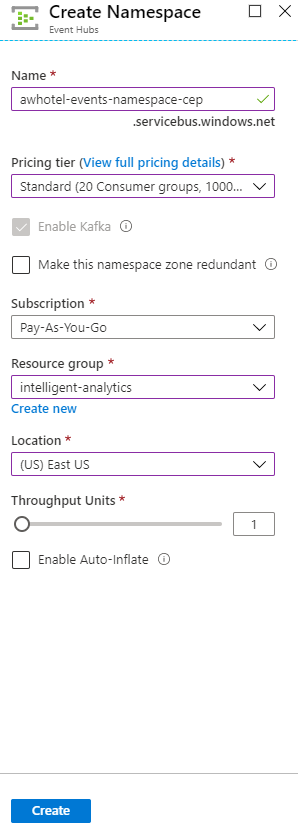 Create Namespace
Event Hubs
Name *
awhotel-events-namespace-cep
.servicebus.windows.net
Pricing tier (View full pricing details) *
Standard (20 Consumer groups, 1000...
Enable Kafka
Make this namespace zone redundant
Subscription *
Pay-As-You-Go
Resource group *
intelligent-analytics
Create new
Location *
(US) East US
Throughput Units *
1
Enable Auto-Inflate
Create